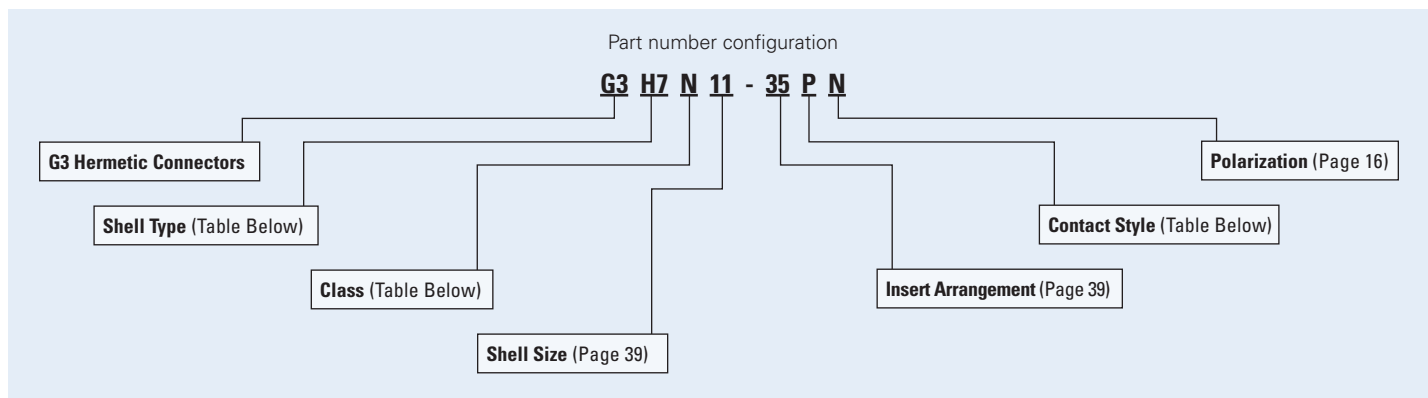 Part number configuration
G3 H7 N 11 - 35 P N
G3 Hermetic Connectors
Polarization (Page 16)
Shell Type (Table Below)
Contact Style (Table Below)
Class (Table Below)
Insert Arrangement (Page 39)
Shell Size (Page 39)